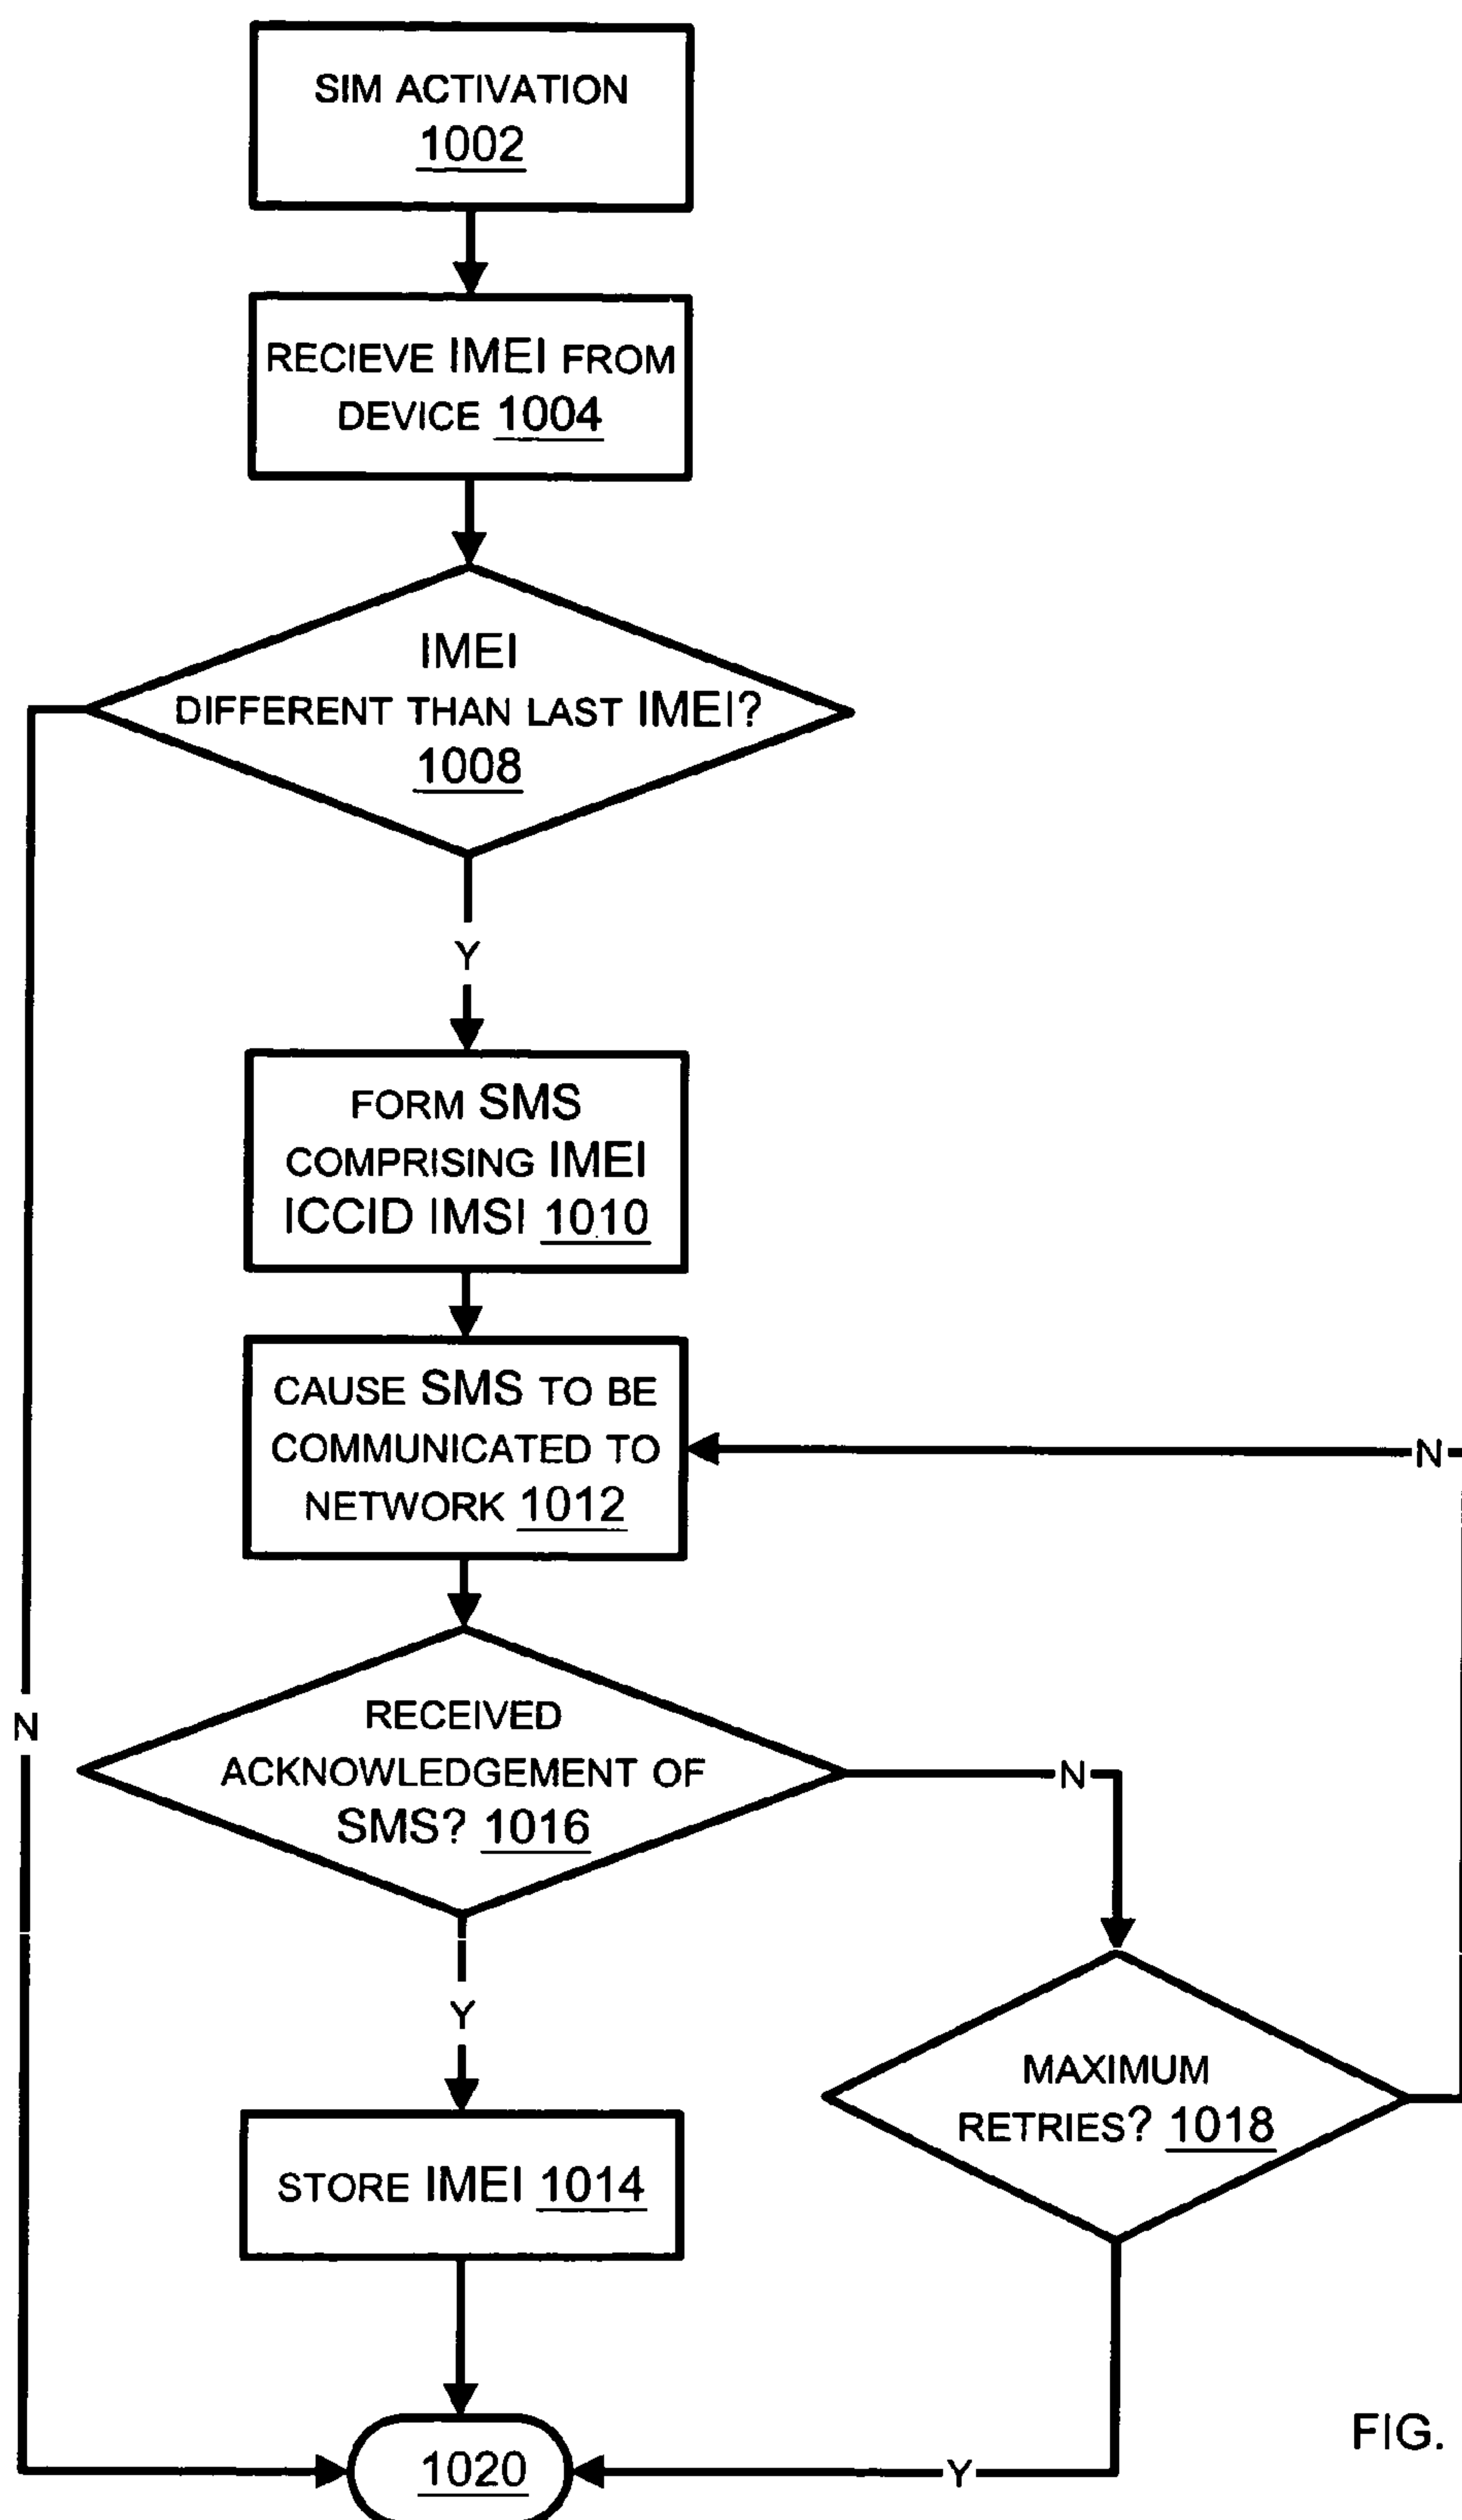 SIM ACTIVATION
1002
RECIEVE IMEI FROM
DEVICE 1004
IMEI
DIFFERENT THAN LAST IMEI?
1008
Y
FORM SMS
COMPRISING IMEI
ICCID IMSI 1010
CAUSE SMS TO BE
COMMUNICATED TO
NETWORK 1012
N
RECEIVED
ACKNOWLEDGEMENT OF
SMS? 1016
N
N
Y
MAXIMUM
RETRIES? 1018
STORE IMEI 1014
FIG.
1020
Y